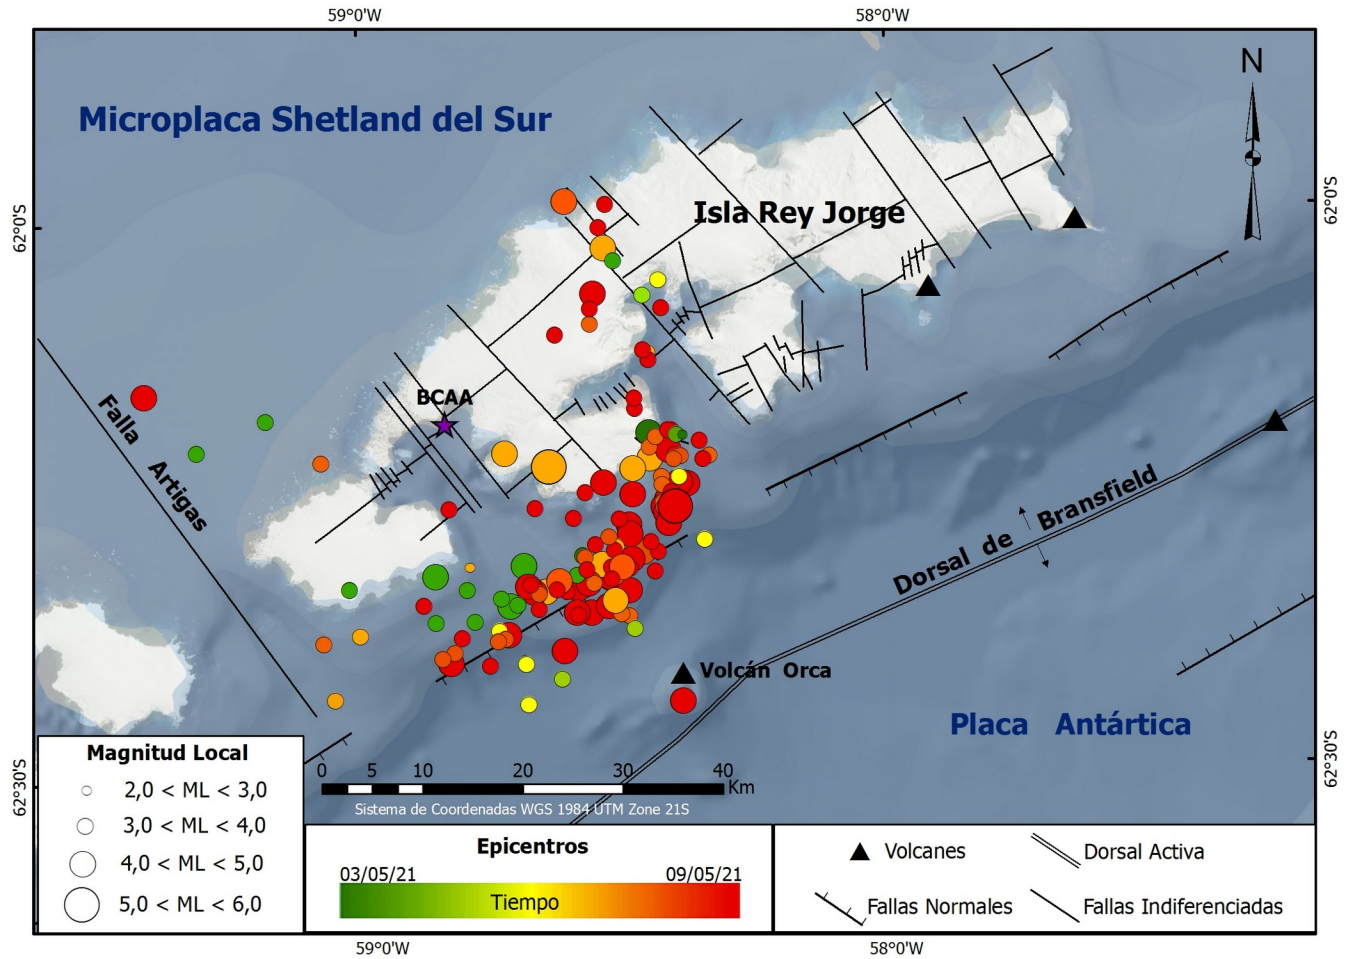 59°0'W
58°0'W
Microplaca Shetland del Sur
N
Isla Rey Jorge
62°0'S
62°0'S
BCAA
Falla Artigas
Dorsal de Bransfield
Volcán Orca
Placa Antártica
62°30'S
62°30'S
Magnitud Local
2,0 < ML < 3,0
3,0 < ML < 4,0
4,0 < ML < 5,0
5,0 < ML < 6,0
0 5 10 20 30 40
Km
Sistema de Coordenadas WGS 1984 UTM Zone 21S
Epicentros
03/05/21
09/05/21
Tiempo
Volcanes
Dorsal Activa
Fallas Normales
Fallas Indiferenciadas
59°0'W
58°0'W